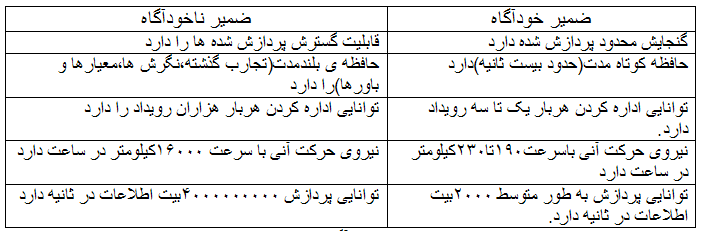 ضمیر خودآگاه
ضمیر ناخودآگاه
گنجایش محدود پردازش شده دارد
قابلیت گسترش پردازش شده ها را دارد
حافظه کوتاه مدت(حدود بیست ثانیه)دارد
حافظه ی بلندمدت(تجارب گذشته،نگرش ها،معیارها و
باورها)را دارد
توانایی اداره کردن هربار یک تا سه رویداد
دارد.
توانایی اداره کردن هربار هزاران رویداد را دارد
نیروی حرکت آنی باسرعت۱۹۰تا۲۳۰کیلومتر
در ساعت دارد
نیروی حرکت آنی با سرعت ۱۶۰۰۰کیلومتر در ساعت دارد
توانایی پردازش به طور متوسط ۲۰۰۰بیت
اطلاعات در ثانیه دارد.
توانایی پردازش ۴۰۰۰۰۰۰۰۰۰بیت اطلاعات در ثانیه دارد